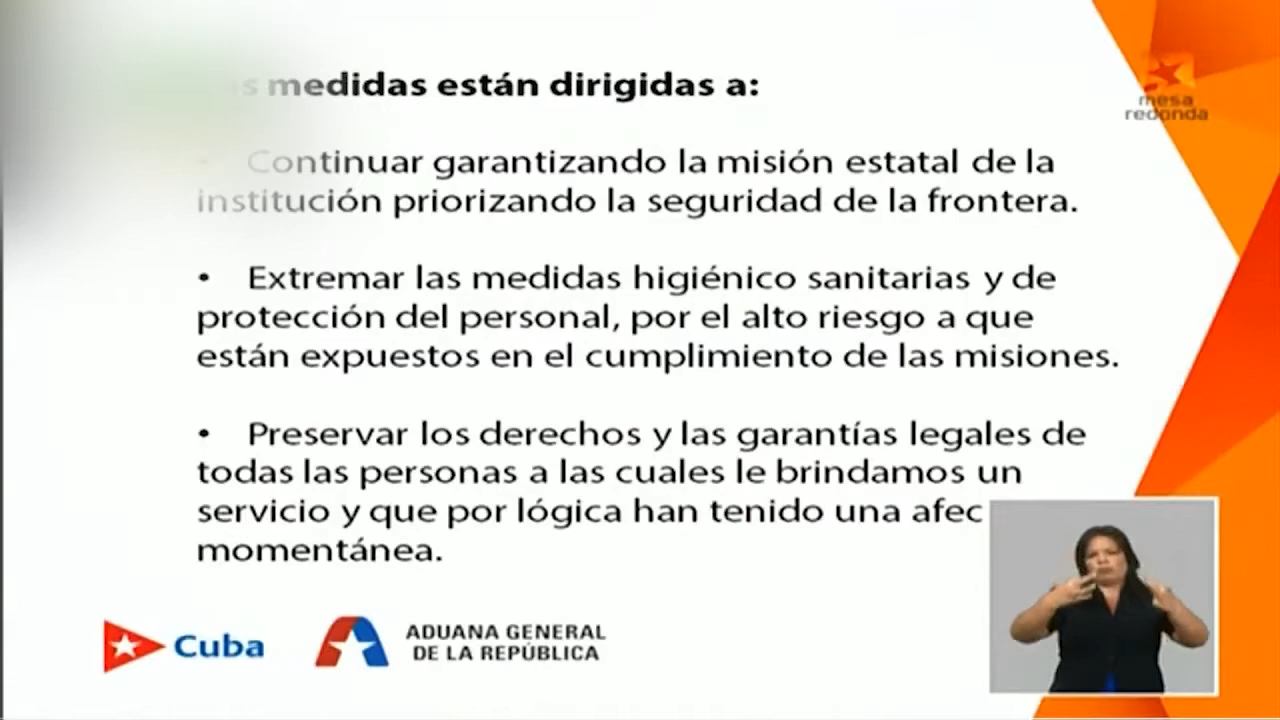 medidas están dirigidas a:
mesa
redonda
• Continuar garantizando la misión estatal de la
institución priorizando la seguridad de la frontera.
• Extremar las medidas higiénico sanitarias y de
protección del personal, por el alto riesgo a que
están expuestos en el cumplimiento de las misiones.
• Preservar los derechos y las garantías legales de
todas las personas a las cuales le brindamos un
servicio y que por lógica han tenido una
momentánea.
Cuba
ADUANA GENERAL
DE LA REPÚBLICA